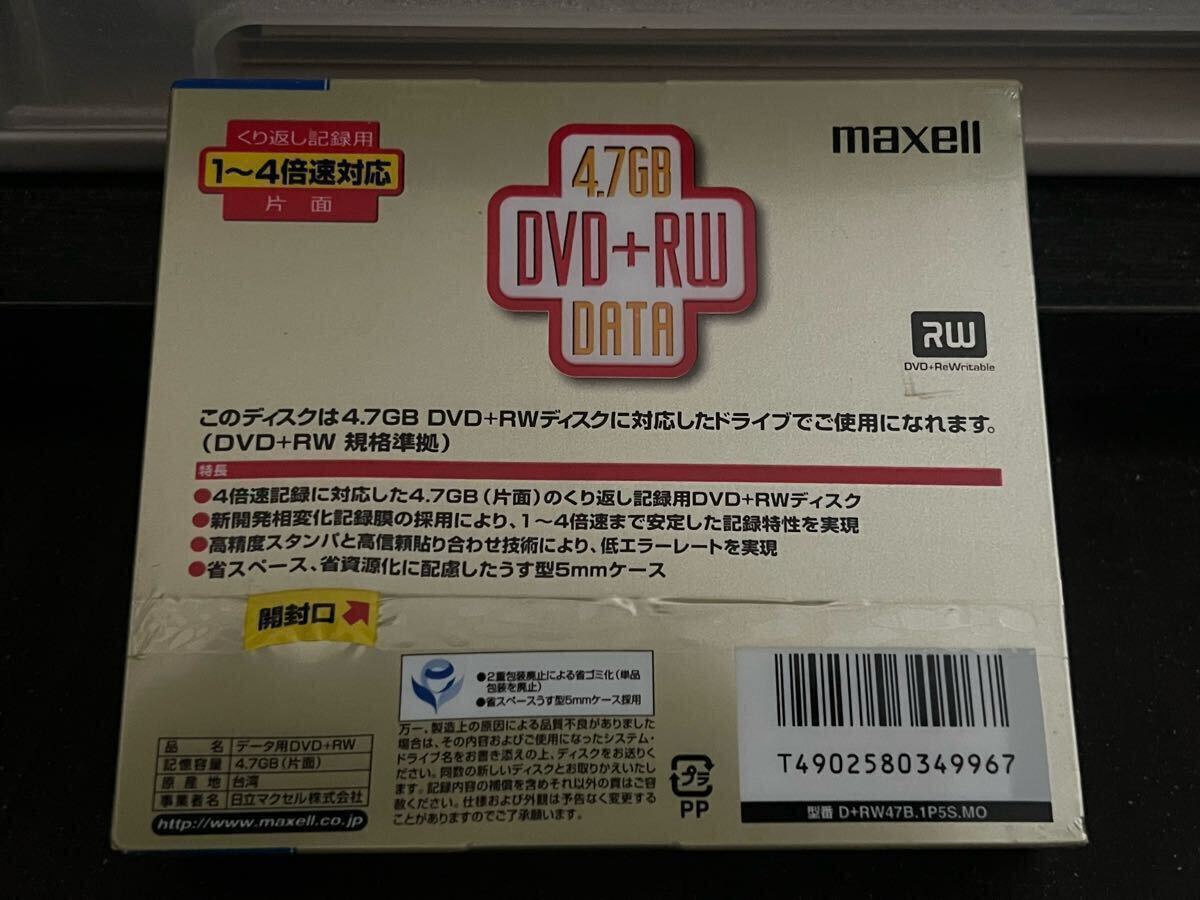 くり返し記録用
1〜4倍速対応
片面
4.7GB
DVD+RW
DATA
maxell
RW
DVD+ReWritable
このディスクは4.7GB DVD+RWディスクに対応したドライブでご使用になれます。
(DVD+RW 規格準拠)
特長
●4倍速記録に対応した4.7GB(片面)のくり返し記録用DVD+RWディスク
●新開発相変化記録膜の採用により、1〜4倍速まで安定した記録特性を実現
●高精度スタンパと高信頼貼り合わせ技術により、低エラーレートを実現
●省スペース、省資源化に配慮したうす型5mmケース
開封口
●2重包装廃止による省ゴミ化(単品
包装を廃止)
●省スペースうす型5mmケース採用
万一、製造上の原因による品質不良がありました
場合は、その内容およびご使用になったシステム・
ドライブ名をお書き添えの上、ディスクをお送りく
ださい。同数の新しいディスクとお取りかえいたし
ます。記録内容の補償を含めそれ以外の責はご容
赦ください。仕様および外観は予告なく変更する
ことがありますのでご了承願います。
品名 データ用DVD+RW
記憶容量 4.7GB(片面)
原産地 台湾
事業者名 日立マクセル株式会社
http://www.maxell.co.jp
プラ
PP
T4902580349967
型番 D+RW47B.1P5S.MO